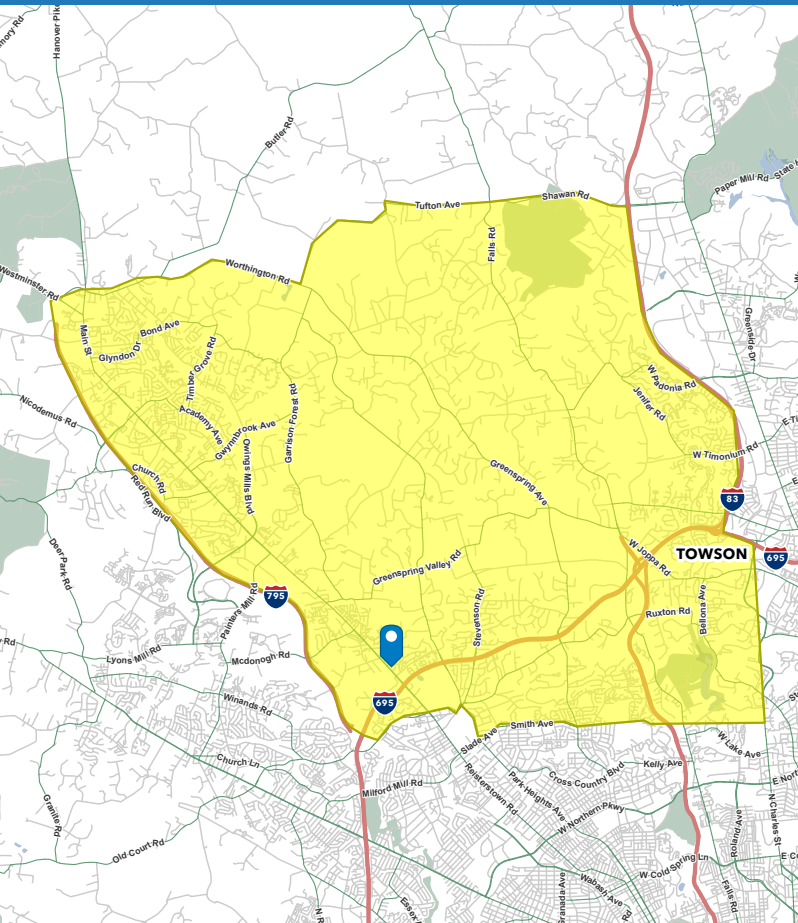 Hanover Pike
Butler Rd
Paper Mill Rd
Tufton Ave
Shawan Rd
Falls Rd
Westminster Rd
Worthington Rd
Main St
Bond Ave
Glyndon Dr
Timber Grove Rd
Greenside Dr
W Padonia Rd
Jenifer Rd
Nicodemus Rd
Academy Ave
Gwynnbrook Ave
Garrison Forest Rd
Owings Mills Blvd
W Timonium Rd
Church Rd
Red Run Blvd
Greenspring Ave
83
Deer Park Rd
W Joppa Rd
TOWSON
695
Greenspring Valley Rd
795
Painters Mill Rd
Stevenson Rd
Ruxton Rd
Bellona Ave
Lyons Mill Rd
Mcdonogh Rd
Winands Rd
695
Smith Ave
Slade Ave
W Lake Ave
Church Ln
Kelly Ave
Cross Country Blvd
Milford Mill Rd
Reisterstown Rd
Park Heights Ave
W Northern Pkwy
Granite Rd
Old Court Rd
Roland Ave
N Charles St
W Cold Spring Ln
Wabash Ave
Falls Rd